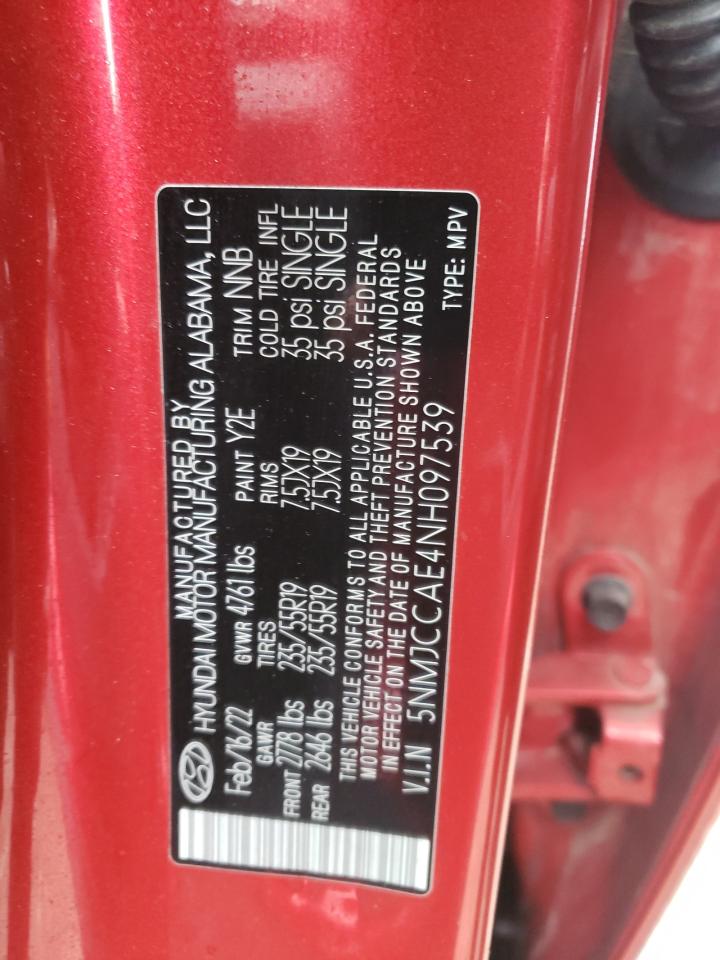 MANUFACTURED BY
HYUNDAI MOTOR MANUFACTURING ALABAMA, LLC
Feb/16/22 GVWR 4761 lbs PAINT Y2E TRIM NNB
GAWR TIRES RIMS COLD TIRE INFL
FRONT 2778 lbs 235/55R19 7.5JX19 35 psi SINGLE
REAR 2646 lbs 235/55R19 7.5JX19 35 psi SINGLE
THIS VEHICLE CONFORMS TO ALL APPLICABLE U.S.A. FEDERAL
MOTOR VEHICLE SAFETY AND THEFT PREVENTION STANDARDS
IN EFFECT ON THE DATE OF MANUFACTURE SHOWN ABOVE
V.I.N 5NMJCCAE4NH097539 TYPE: MPV